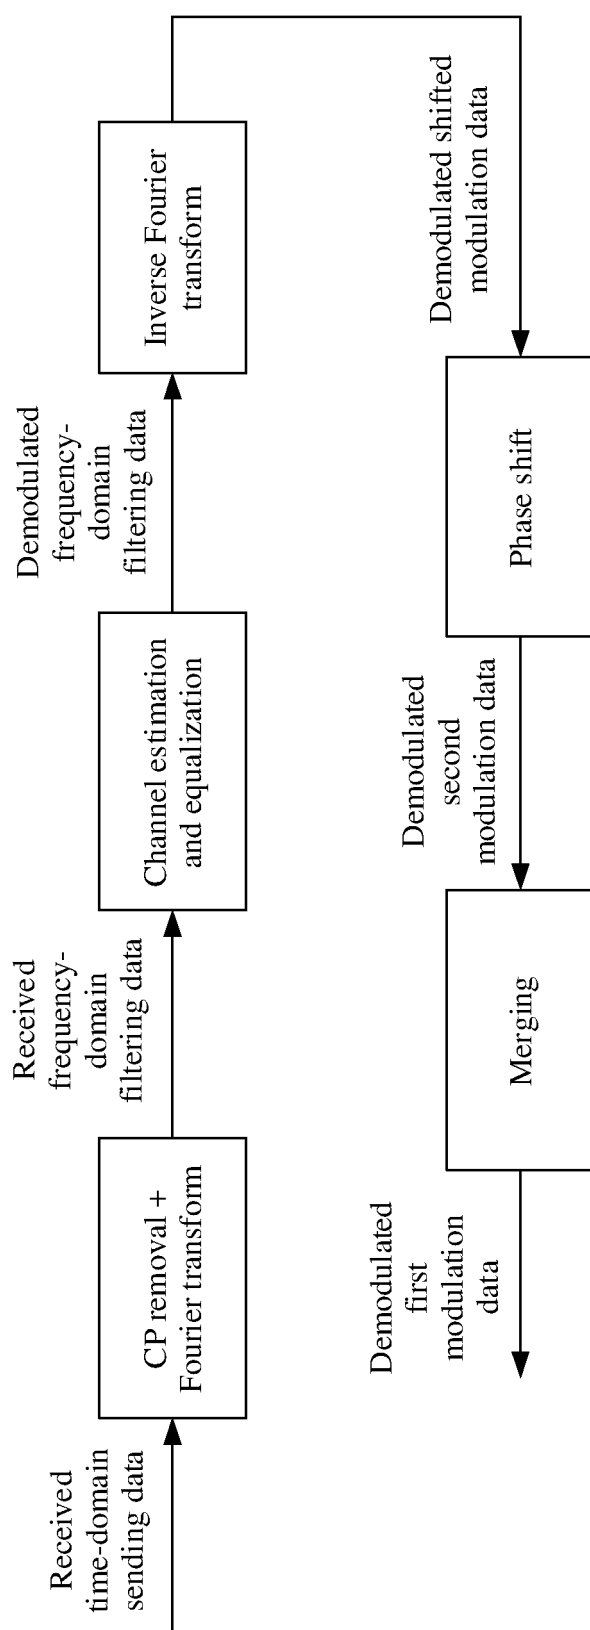 Received
time-domain
sending data
CP removal +
Fourier transform
Received
frequency-
domain
filtering data
Channel estimation
and equalization
Demodulated
frequency-
domain
filtering data
Inverse Fourier
transform
Demodulated shifted
modulation data
Phase shift
Demodulated
second
modulation data
Merging
Demodulated
first
modulation
data